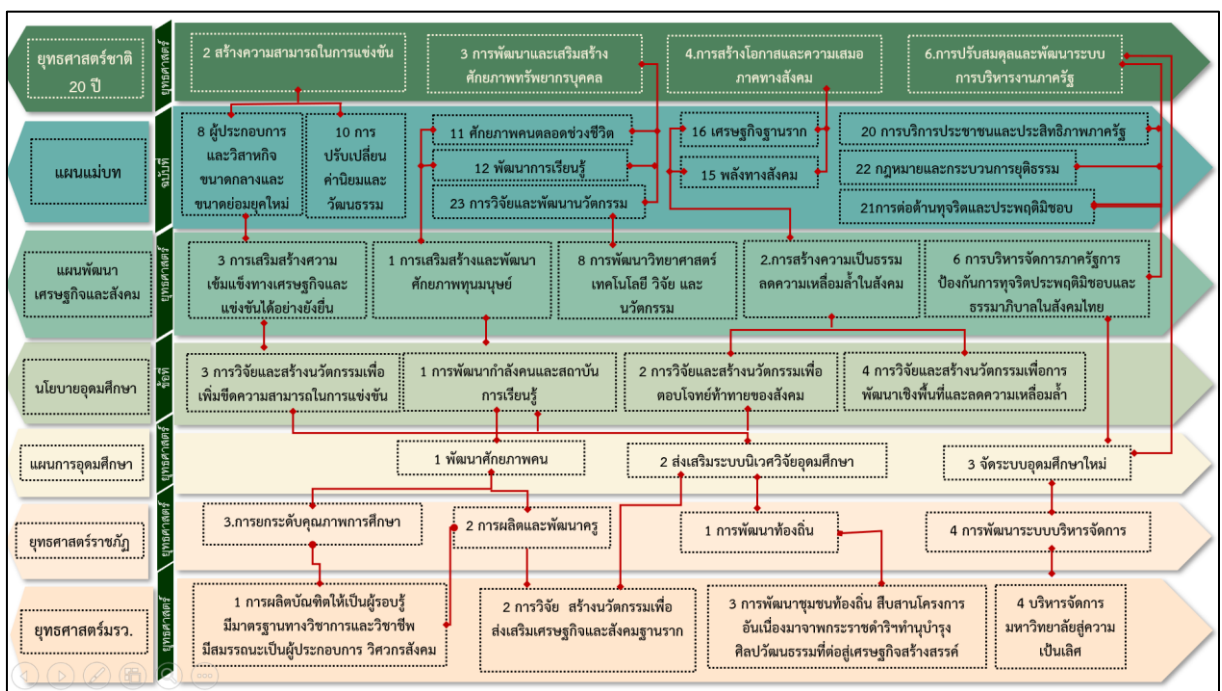 ยุทธศาสตร์ชาติ
20 ปี
ยุทธศาสตร์
2 สร้างความสามารถในการแข่งขัน
3 การพัฒนาและเสริมสร้าง
ศักยภาพทรัพยากรบุคคล
4.การสร้างโอกาสและความเสมอ
ภาคทางสังคม
6.การปรับสมดุลและพัฒนาระบบ
การบริหารงานภาครัฐ
แผนแม่บท
ฉบับที่
8 ผู้ประกอบการ
และวิสาหกิจ
ขนาดกลางและ
ขนาดย่อมยุคใหม่
10 การ
ปรับเปลี่ยน
ค่านิยมและ
วัฒนธรรม
11 ศักยภาพคนตลอดช่วงชีวิต
12 พัฒนาการเรียนรู้
23 การวิจัยและพัฒนานวัตกรรม
16 เศรษฐกิจฐานราก
15 พลังทางสังคม
20 การบริการประชาชนและประสิทธิภาพภาครัฐ
22 กฎหมายและกระบวนการยุติธรรม
21การต่อต้านทุจริตและประพฤติมิชอบ
แผนพัฒนา
เศรษฐกิจและสังคม
ยุทธศาสตร์
3 การเสริมสร้างความ
เข้มแข็งทางเศรษฐกิจและ
แข่งขันได้อย่างยั่งยืน
1 การเสริมสร้างและพัฒนา
ศักยภาพทุนมนุษย์
8 การพัฒนาวิทยาศาสตร์
เทคโนโลยี วิจัย และ
นวัตกรรม
2.การสร้างความเป็นธรรม
ลดความเหลื่อมล้ำในสังคม
6 การบริหารจัดการภาครัฐการ
ป้องกันการทุจริตประพฤติมิชอบและ
ธรรมาภิบาลในสังคมไทย
นโยบายอุดมศึกษา
ข้อที่
3 การวิจัยและสร้างนวัตกรรมเพื่อ
เพิ่มขีดความสามารถในการแข่งขัน
1 การพัฒนากำลังคนและสถาบัน
การเรียนรู้
2 การวิจัยและสร้างนวัตกรรมเพื่อ
ตอบโจทย์ท้าทายของสังคม
4 การวิจัยและสร้างนวัตกรรมเพื่อการ
พัฒนาเชิงพื้นที่และลดความเหลื่อมล้ำ
แผนการอุดมศึกษา
ยุทธศาสตร์
1 พัฒนาศักยภาพคน
2 ส่งเสริมระบบนิเวศวิจัยอุดมศึกษา
3 จัดระบบอุดมศึกษาใหม่
ยุทธศาสตร์ราชภัฏ
ยุทธศาสตร์
3.การยกระดับคุณภาพการศึกษา
2 การผลิตและพัฒนาครู
1 การพัฒนาท้องถิ่น
4 การพัฒนาระบบบริหารจัดการ
ยุทธศาสตร์มรว.
ยุทธศาสตร์
1 การผลิตบัณฑิตให้เป็นผู้รอบรู้
มีมาตรฐานทางวิชาการและวิชาชีพ
มีสมรรถนะเป็นผู้ประกอบการ วิศวกรสังคม
2 การวิจัย สร้างนวัตกรรมเพื่อ
ส่งเสริมเศรษฐกิจและสังคมฐานราก
3 การพัฒนาชุมชนท้องถิ่น สืบสานโครงการ
อันเนื่องมาจาพกระราชดำริฯทำนุบำรุง
ศิลปวัฒนธรรมที่ต่อสู่เศรษฐกิจสร้างสรรค์
4 บริหารจัดการ
มหาวิทยาลัยสู่ความ
เป็นเลิศ